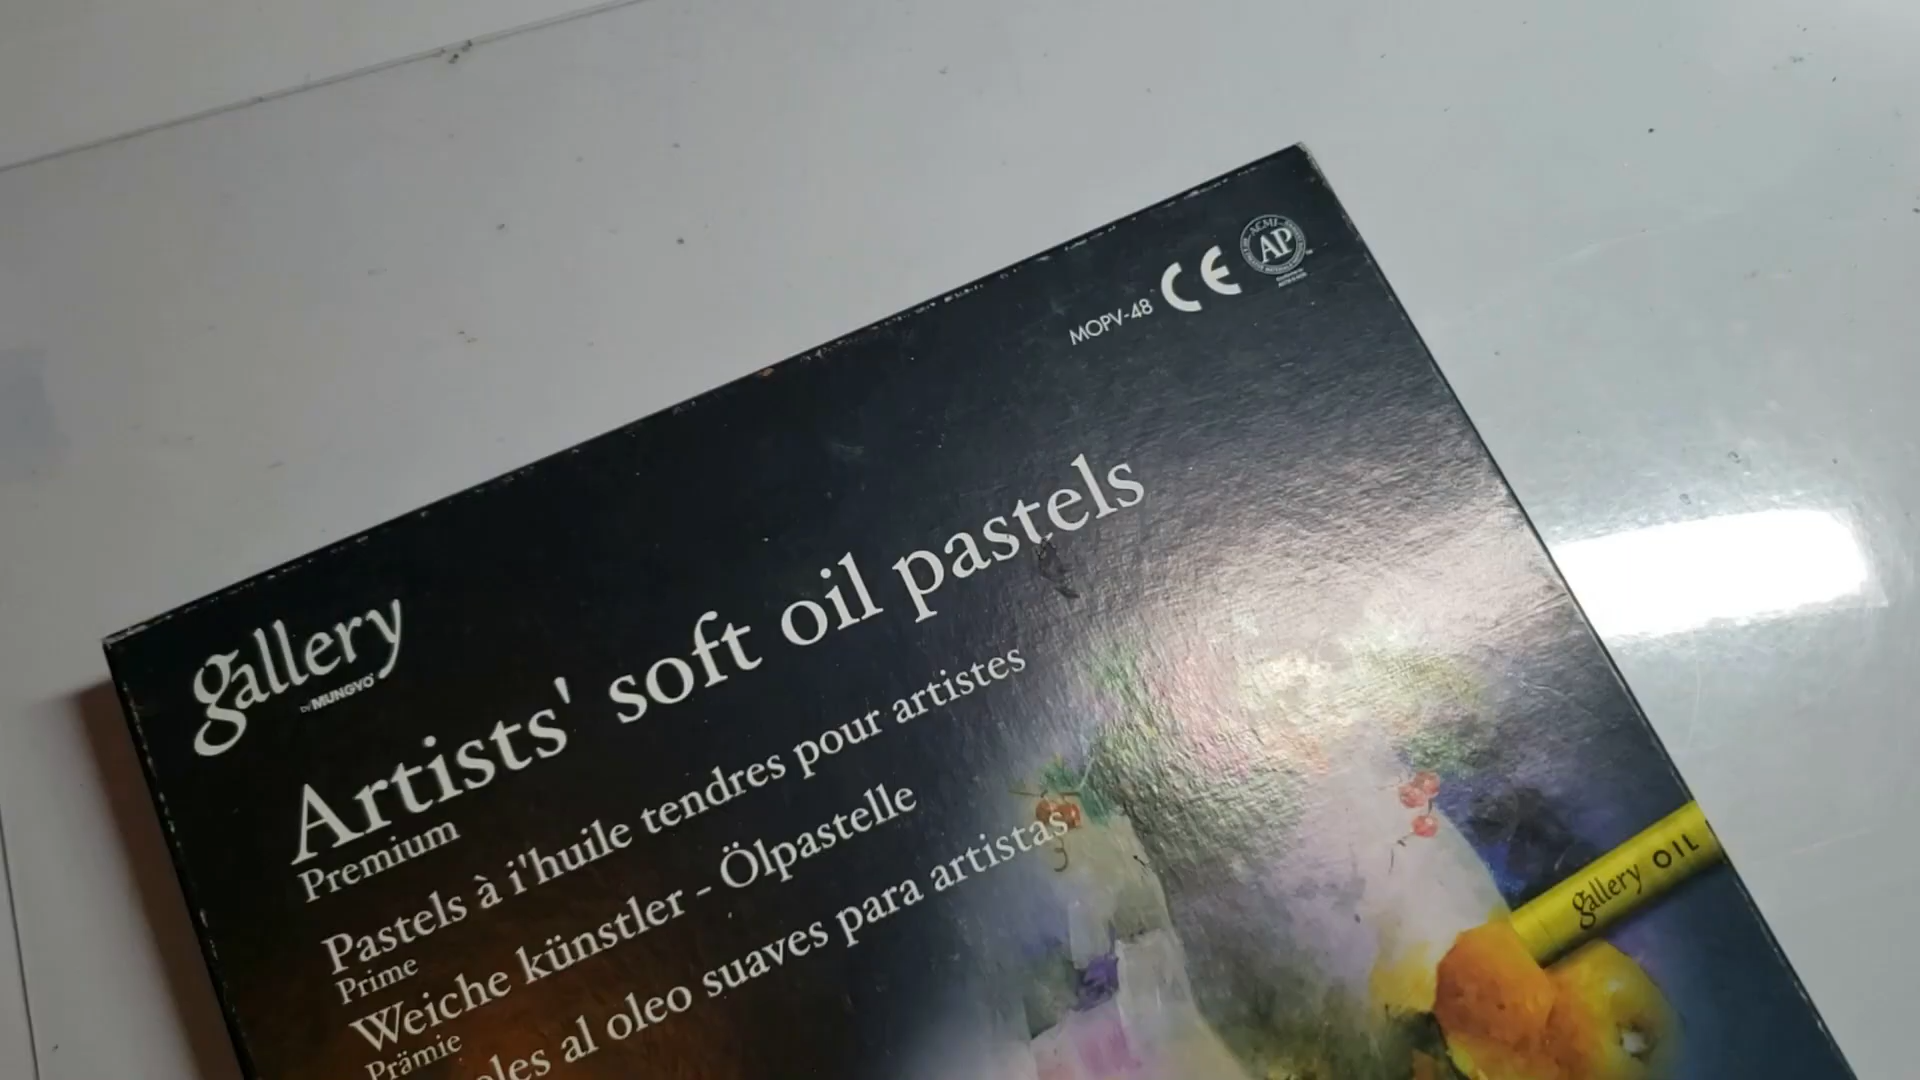 MOPV-48 CE AP
gallery
BY MUNGYO
Artists' soft oil pastels
Premium
Pastels à i'huile tendres pour artistes
Prime
Weiche künstler - Ölpastelle
Prämie
al oleo suaves para artistas
gallery OIL